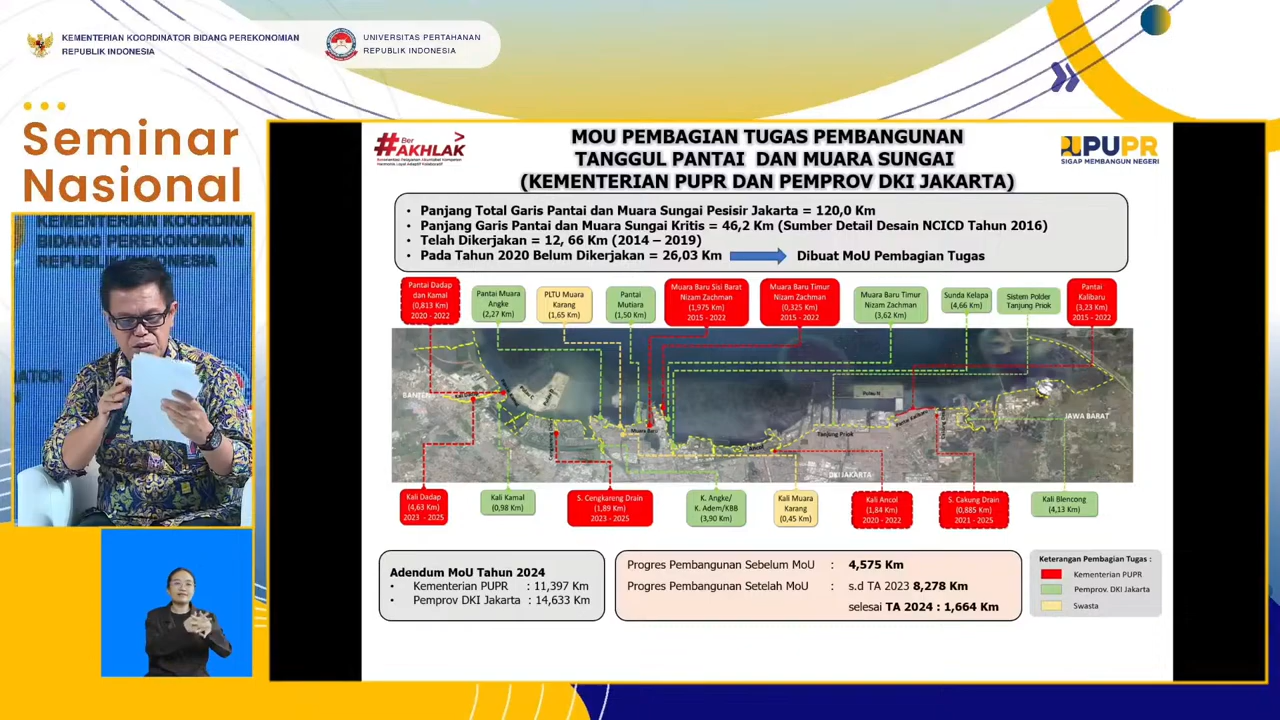 KEMENTERIAN KOORDINATOR BIDANG PEREKONOMIAN
REPUBLIK INDONESIA
UNIVERSITAS PERTAHANAN
REPUBLIK INDONESIA
Seminar
Nasional
KEMENTERIAN KOORDINA
BIDANG PEREKONOMIAN
REPUBLIK INDONESIA
#Ber
AKHLAK
MOU PEMBAGIAN TUGAS PEMBANGUNAN
TANGGUL PANTAI DAN MUARA SUNGAI
(KEMENTERIAN PUPR DAN PEMPROV DKI JAKARTA)
PUPR
SIGAP MEMBANGUN NEGERI
• Panjang Total Garis Pantai dan Muara Sungai Pesisir Jakarta = 120,0 Km
• Panjang Garis Pantai dan Muara Sungai Kritis = 46,2 Km (Sumber Detail Desain NCICD Tahun 2016)
• Telah Dikerjakan = 12, 66 Km (2014 – 2019)
• Pada Tahun 2020 Belum Dikerjakan = 26,03 Km
Dibuat MoU Pembagian Tugas
Pantai Dadap
dan Kamal
(0,813 Km)
2020 - 2022
Pantai Muara
Angke
(2,27 Km)
PLTU Muara
Karang
(1,65 Km)
Pantai
Mutiara
(1,50 Km)
Muara Baru Sisi Barat
Nizam Zachman
(1,975 Km)
2015 - 2022
Muara Baru Timur
Nizam Zachman
(0,325 Km)
2015 - 2022
Muara Baru Timur
Nizam Zachman
(3,62 Km)
Sunda Kelapa
(4,66 Km)
Sistem Polder
Tanjung Priok
Pantai
Kalibaru
(3,23 Km)
2015 - 2022
BANTEN
Muara Baru
Ancol
Tanjung Priok
DKI JAKARTA
JAWA BARAT
Kali Dadap
(4,63 Km)
2023 - 2025
Kali Kamal
(0,98 Km)
S. Cengkareng Drain
(1,89 Km)
2023 - 2025
K. Angke/
K. Adem/KBB
(3,90 Km)
Kali Muara
Karang
(0,45 Km)
Kali Ancol
(1,84 Km)
2020 - 2022
S. Cakung Drain
(0,885 Km)
2021 - 2025
Kali Blencong
(4,13 Km)
Adendum MoU Tahun 2024
• Kementerian PUPR : 11,397 Km
• Pemprov DKI Jakarta : 14,633 Km
Progres Pembangunan Sebelum MoU : 4,575 Km
Progres Pembangunan Setelah MoU : s.d TA 2023 8,278 Km
selesai TA 2024 : 1,664 Km
Keterangan Pembagian Tugas :
Kementerian PUPR
Pemprov. DKI Jakarta
Swasta